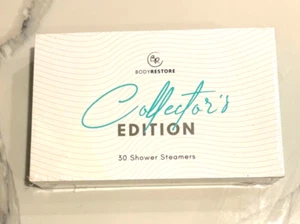 BR
BODYRESTORE
Collector's
EDITION
30 Shower Steamers